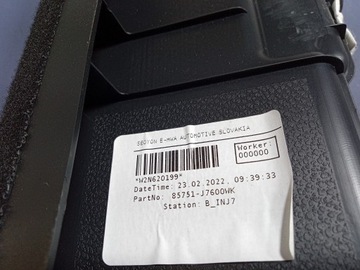 SEOYON E-HWA AUTOMOTIVE SLOVAKIA
Worker:
000000
*W2N620199*
DateTime: 23.02.2022, 09:39:33
PartNo: 85751-J7600WK
Station: B_INJ7